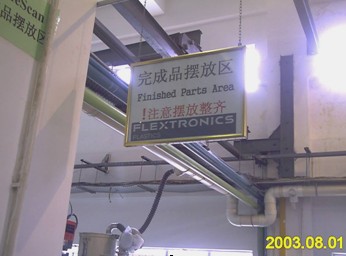 eScan
品摆放区
完成品摆放区
Finished Parts Area
!注意摆放整齐
FLEXTRONICS
2003.08.01